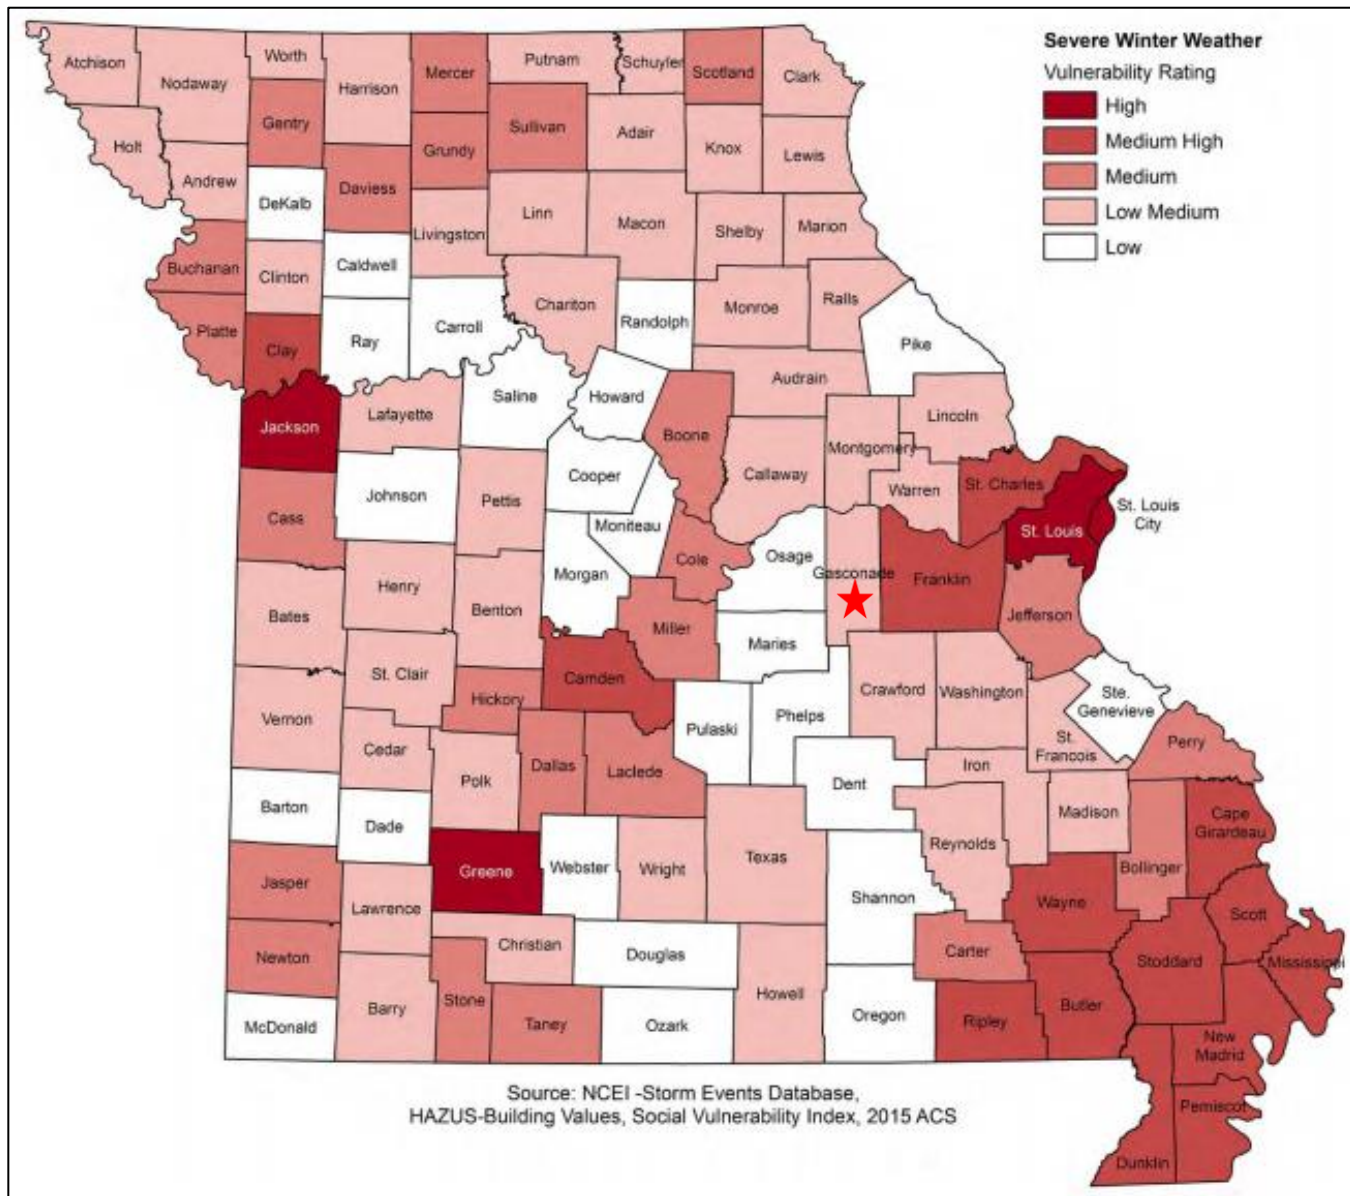 Severe Winter Weather
Vulnerability Rating
High
Medium High
Medium
Low Medium
Low
Atchison
Nodaway
Worth
Harrison
Mercer
Putnam
Schuyler
Scotland
Clark
Holt
Gentry
Sullivan
Adair
Knox
Lewis
Andrew
DeKalb
Daviess
Grundy
Livingston
Linn
Macon
Shelby
Marion
Buchanan
Clinton
Caldwell
Chariton
Monroe
Ralls
Platte
Clay
Ray
Carroll
Randolph
Pike
Audrain
Jackson
Lafayette
Saline
Howard
Boone
Lincoln
Montgomery
Callaway
Warren
St. Charles
St. Louis
City
St. Louis
Johnson
Pettis
Cooper
Moniteau
Cass
Cole
Osage
Gasconade
Franklin
Jefferson
Henry
Morgan
Benton
Bates
Miller
Maries
St. Clair
Camden
Hickory
Crawford
Washington
Ste.
Genevieve
Vernon
Cedar
Pulaski
Phelps
St.
Francois
Perry
Polk
Dallas
Laclede
Dent
Iron
Madison
Barton
Dade
Cape
Girardeau
Reynolds
Bollinger
Greene
Webster
Wright
Texas
Jasper
Lawrence
Shannon
Wayne
Scott
Christian
Newton
Douglas
Carter
Stoddard
Mississippi
Barry
Stone
Howell
McDonald
Taney
Ozark
Oregon
Ripley
Butler
New
Madrid
Pemiscot
Dunklin
Source: NCEI -Storm Events Database,
HAZUS-Building Values, Social Vulnerability Index, 2015 ACS